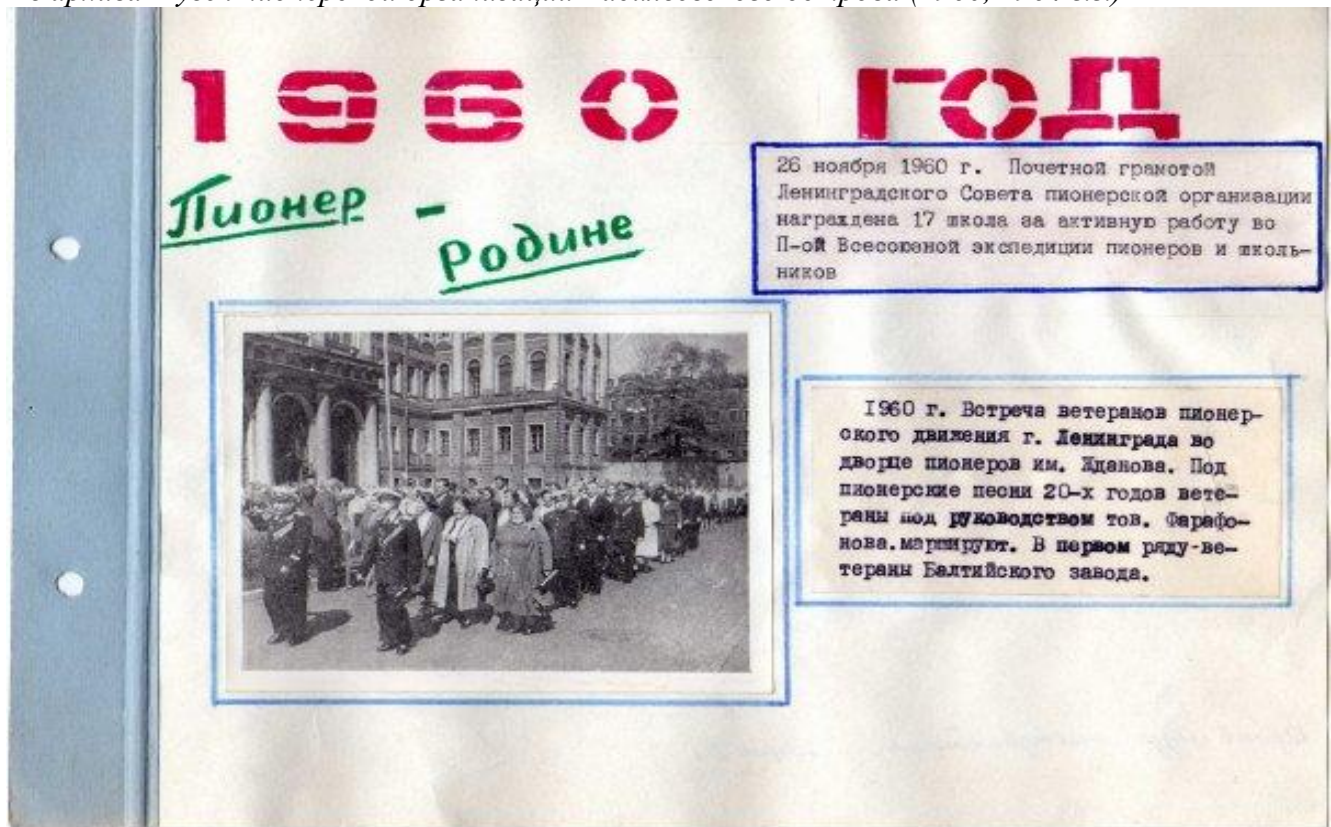 1960 ГОД
Пионер -
Родине
26 ноября 1960 г. Почетной грамотой
Ленинградского Совета пионерской организации
награждена 17 школа за активную работу во
П-ой Всесоюзной экспедиции пионеров и школь-
ников
I960 г. Встреча ветеранов пионер-
ского движения г. Ленинграда во
дворце пионеров им. Жданова. Под
пионерские песни 20-х годов вете-
раны под руководством тов. Фарафо-
нова.маршируют. В первом ряду-ве-
тераны Балтийского завода.